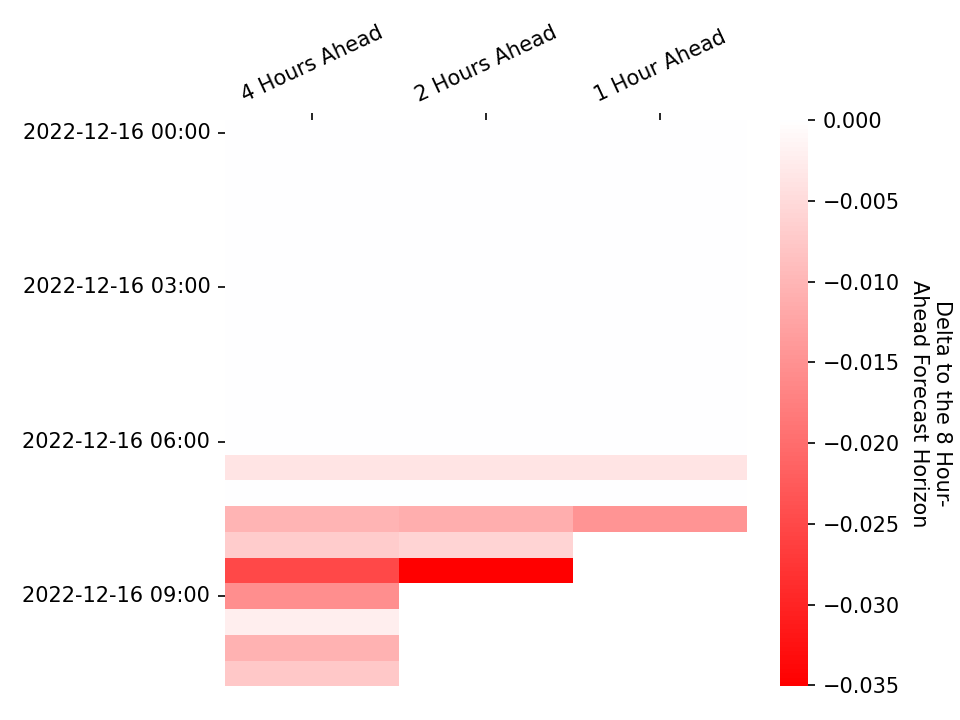 4 Hours Ahead
2 Hours Ahead
1 Hour Ahead
2022-12-16 00:00
2022-12-16 03:00
2022-12-16 06:00
2022-12-16 09:00
0.000
−0.005
−0.010
−0.015
−0.020
−0.025
−0.030
−0.035
Delta to the 8 Hour-
Ahead Forecast Horizon